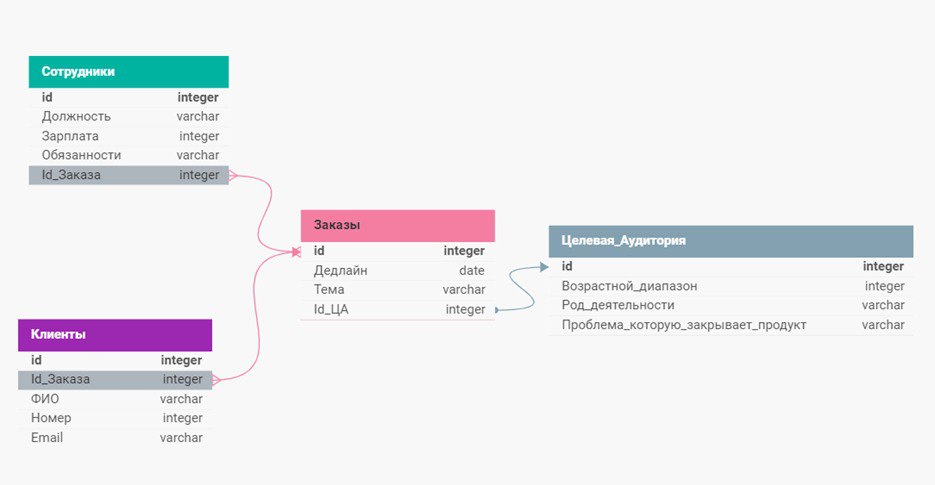 Сотрудники
id integer
Должность varchar
Зарплата integer
Обязанности varchar
Id_Заказа integer
Заказы
id integer
Дедлайн date
Тема varchar
Id_ЦА integer
Целевая_Аудитория
id integer
Возрастной_диапазон integer
Род_деятельности varchar
Проблема_которую_закрывает_продукт varchar
Клиенты
id integer
Id_Заказа integer
ФИО varchar
Номер integer
Email varchar